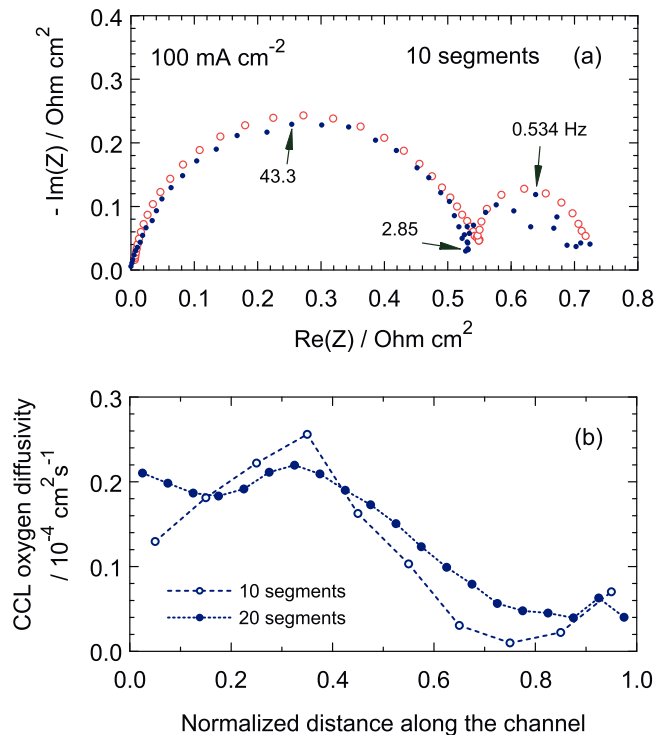 100 mA cm-2 10 segments (a)
0.4
0.3
0.2
0.1
0.0
- Im(Z) / Ohm cm2
0.534 Hz
43.3
2.85
0.0 0.1 0.2 0.3 0.4 0.5 0.6 0.7 0.8
Re(Z) / Ohm cm2
(b)
0.3
0.2
0.1
0.0
CCL oxygen diffusivity
/ 10-4 cm2 s-1
10 segments
20 segments
0.0 0.2 0.4 0.6 0.8 1.0
Normalized distance along the channel